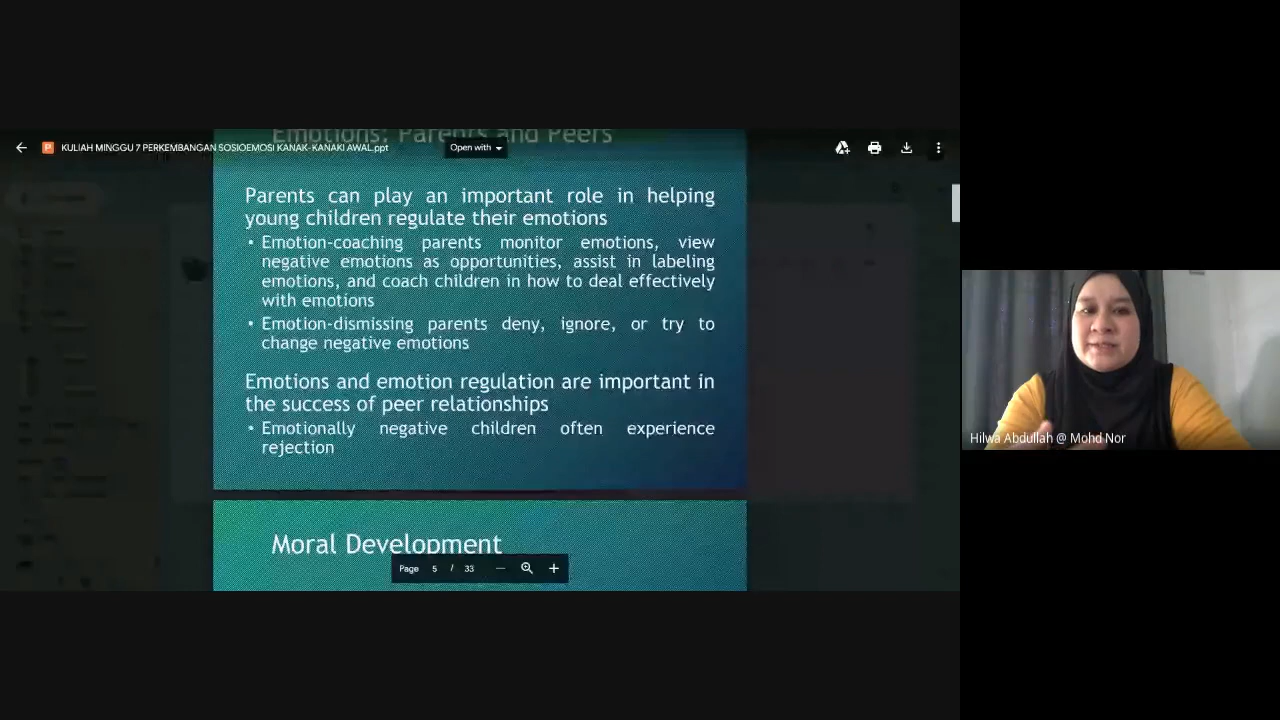 Emotions: Parents and Peers
KULIAH MINGGU 7 PERKEMBANGAN SOSIOEMOSI KANAK-KANAKI AWAL.ppt
Open with
Parents can play an important role in helping
young children regulate their emotions
• Emotion-coaching parents monitor emotions, view
negative emotions as opportunities, assist in labeling
emotions, and coach children in how to deal effectively
with emotions
• Emotion-dismissing parents deny, ignore, or try to
change negative emotions
Emotions and emotion regulation are important in
the success of peer relationships
• Emotionally negative children often experience
rejection
Moral Development
Page 5 / 33
Hilwa Abdullah @ Mohd Nor